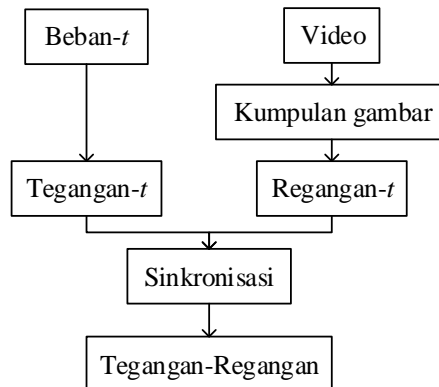 Beban-t
Video
Kumpulan gambar
Tegangan-t
Regangan-t
Sinkronisasi
Tegangan-Regangan